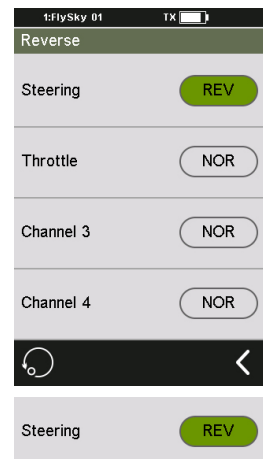 1:FlySky 01 TX
Reverse
Steering REV
Throttle NOR
Channel 3 NOR
Channel 4 NOR
Steering REV